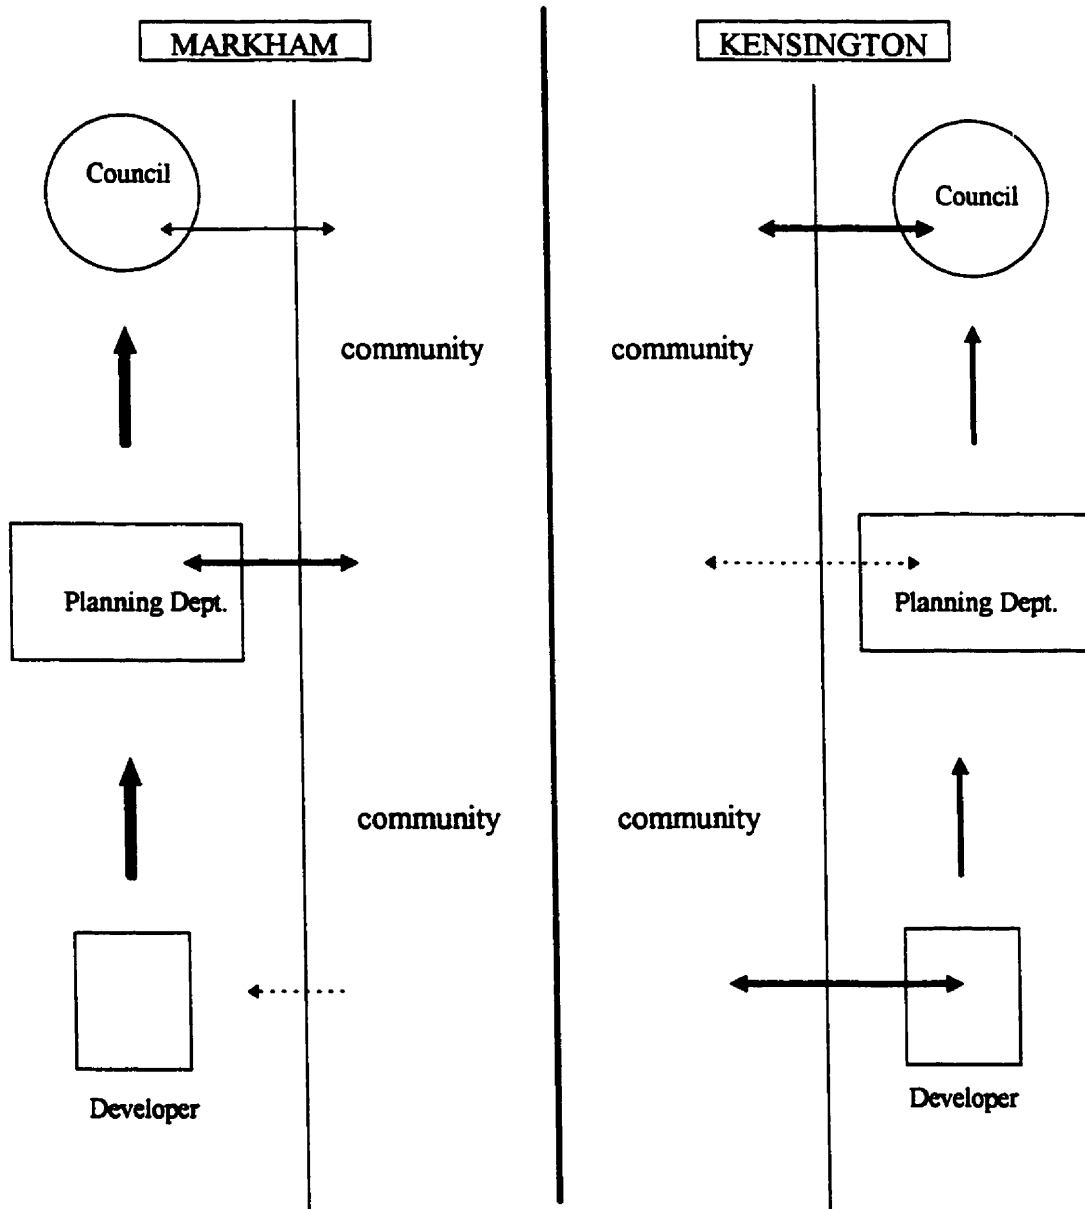 MARKHAM
KENSINGTON
Council
Council
community
community
Planning Dept.
Planning Dept.
community
community
Developer
Developer